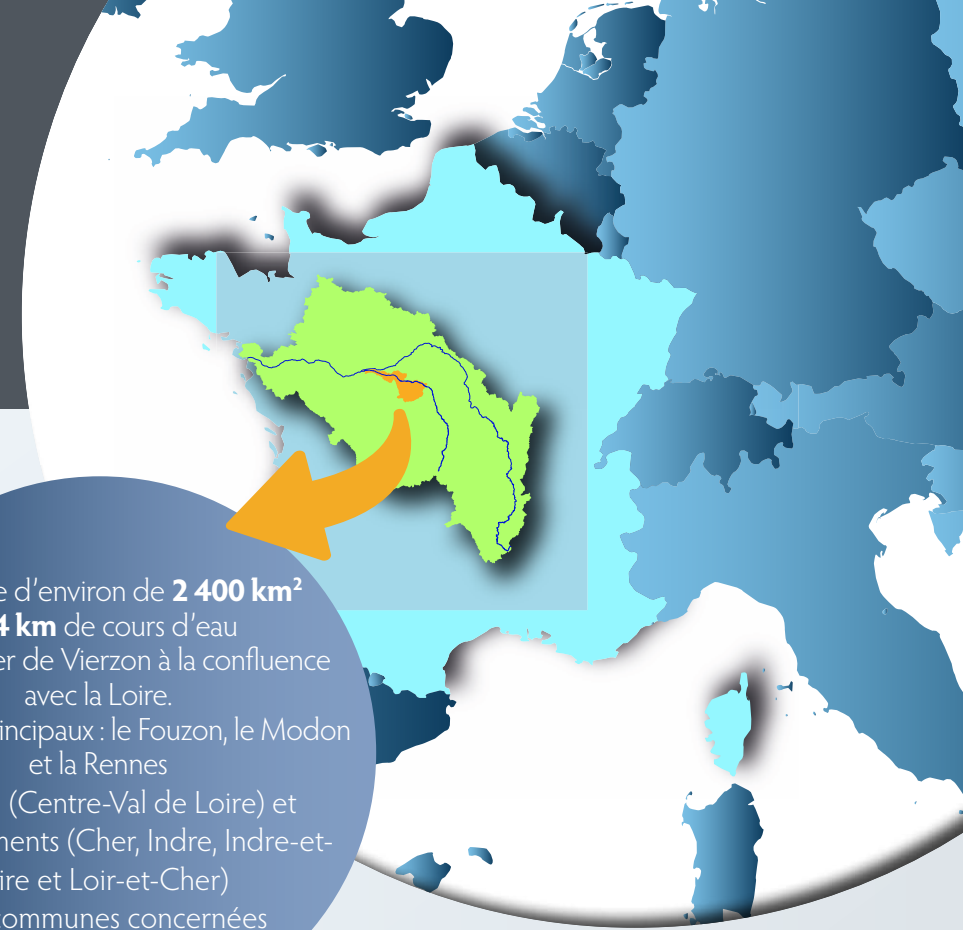 e d'environ de 2 400 km²
4 km de cours d'eau
er de Vierzon à la confluence
avec la Loire.
incipaux : le Fouzon, le Modon
et la Rennes
(Centre-Val de Loire) et
ments (Cher, Indre, Indre-et-
ire et Loir-et-Cher)
communes concernées